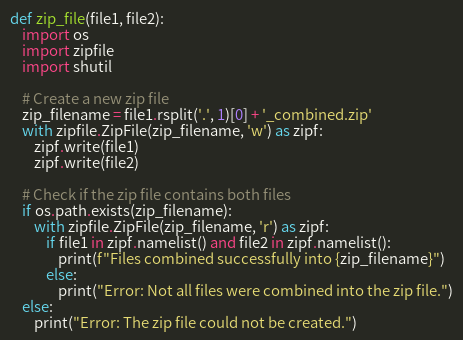 def zip_file(file1, file2):
    import os
    import zipfile
    import shutil

    # Create a new zip file
    zip_filename = file1.rsplit('.', 1)[0] + '_combined.zip'
    with zipfile.ZipFile(zip_filename, 'w') as zipf:
        zipf.write(file1)
        zipf.write(file2)

    # Check if the zip file contains both files
    if os.path.exists(zip_filename):
        with zipfile.ZipFile(zip_filename, 'r') as zipf:
            if file1 in zipf.namelist() and file2 in zipf.namelist():
                print(f"Files combined successfully into {zip_filename}")
            else:
                print("Error: Not all files were combined into the zip file.")
    else:
        print("Error: The zip file could not be created.")